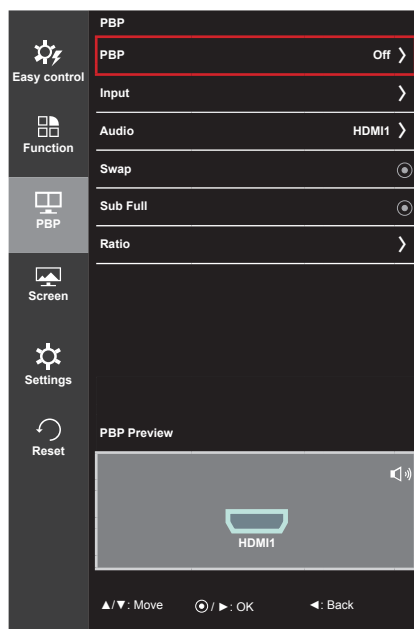 Easy control
Function
PBP
Screen
Settings
Reset
PBP
PBP Off
Input
Audio HDMI1
Swap
Sub Full
Ratio
PBP Preview
HDMI1
▲/▼: Move ◉ / ►: OK ◄: Back